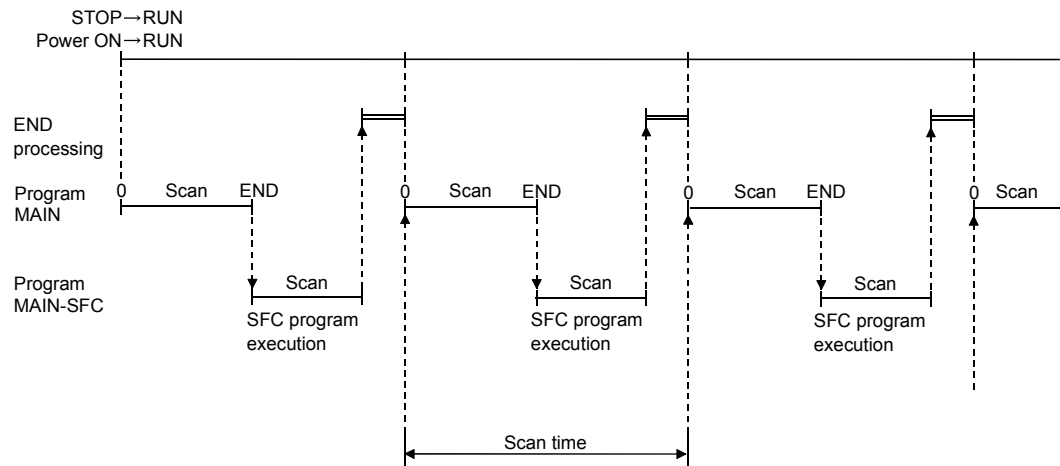 STOP→RUN
Power ON→RUN
END
processing
Program
MAIN
0 Scan END 0 Scan END 0 Scan END 0 Scan
Program
MAIN-SFC
Scan Scan Scan
SFC program
execution
SFC program
execution
SFC program
execution
Scan time